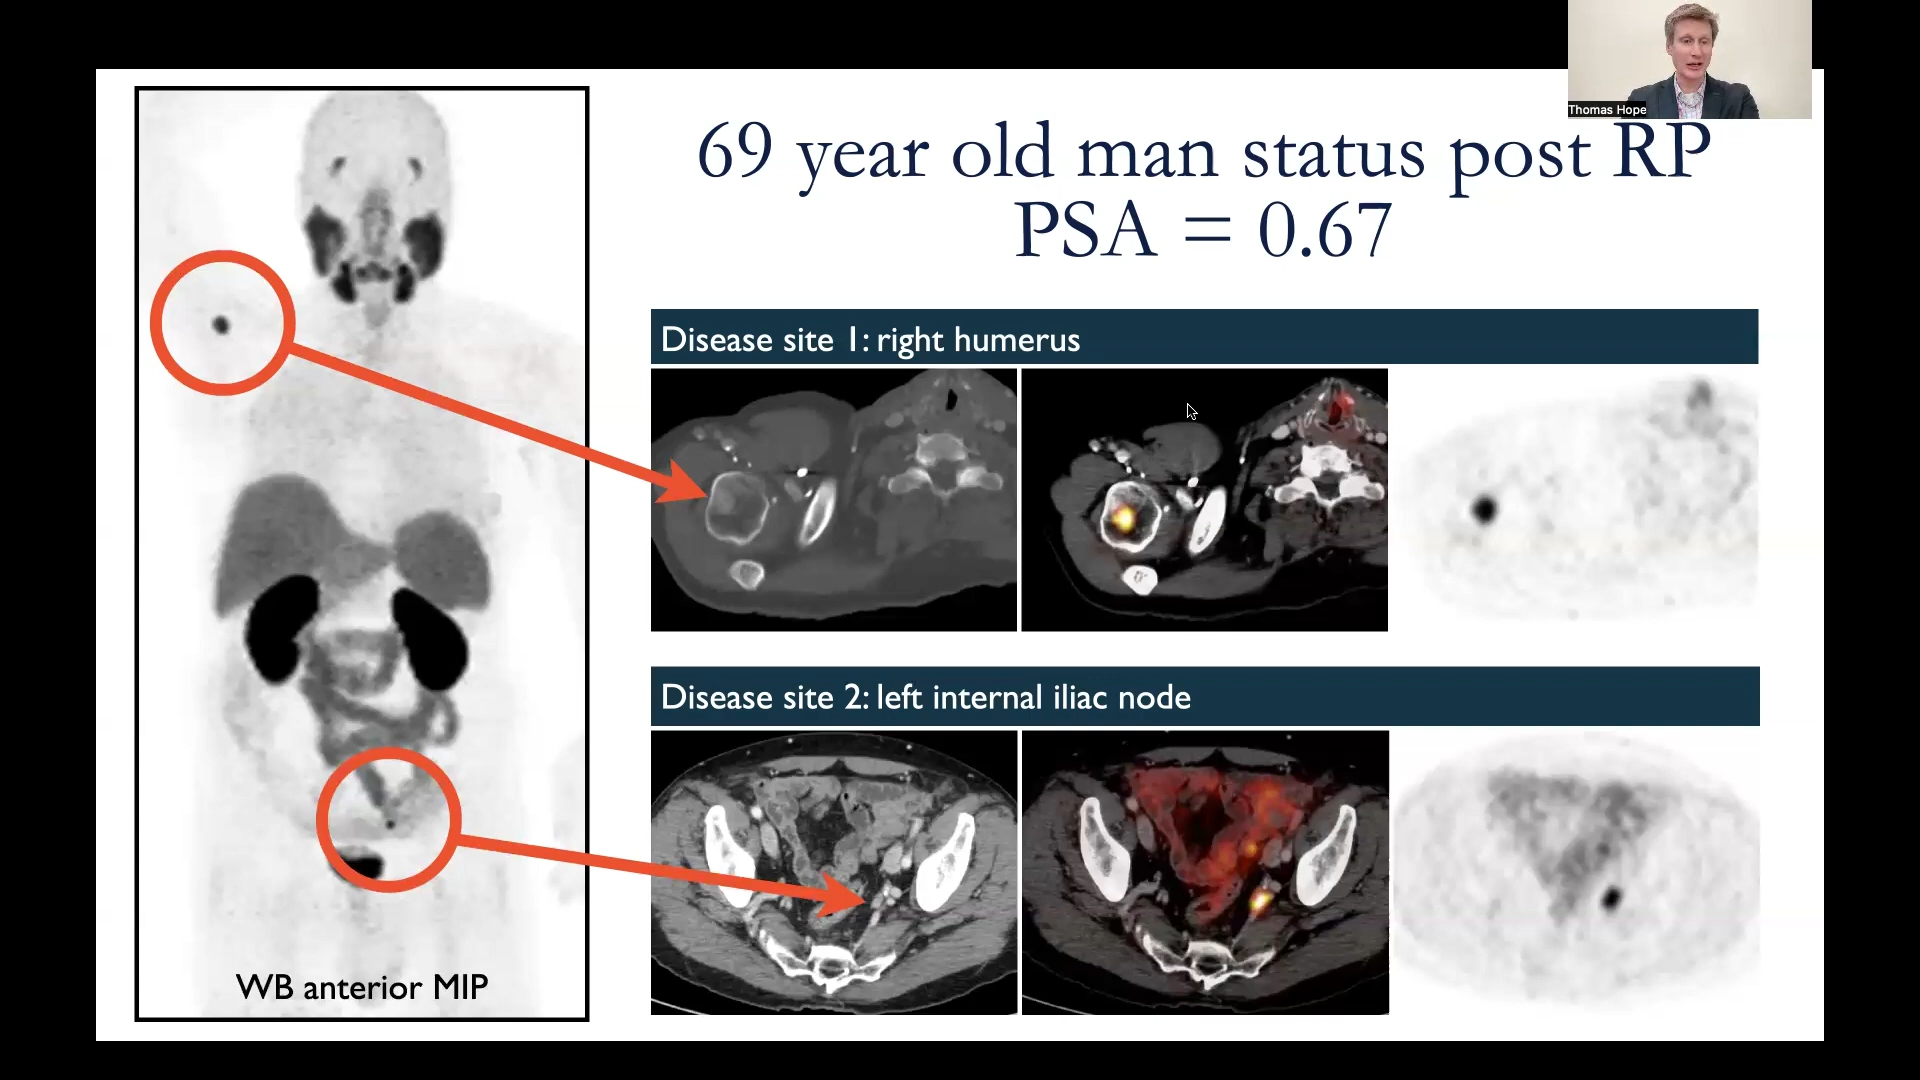 Thomas Hope
69 year old man status post RP
PSA = 0.67
Disease site 1: right humerus
Disease site 2: left internal iliac node
WB anterior MIP